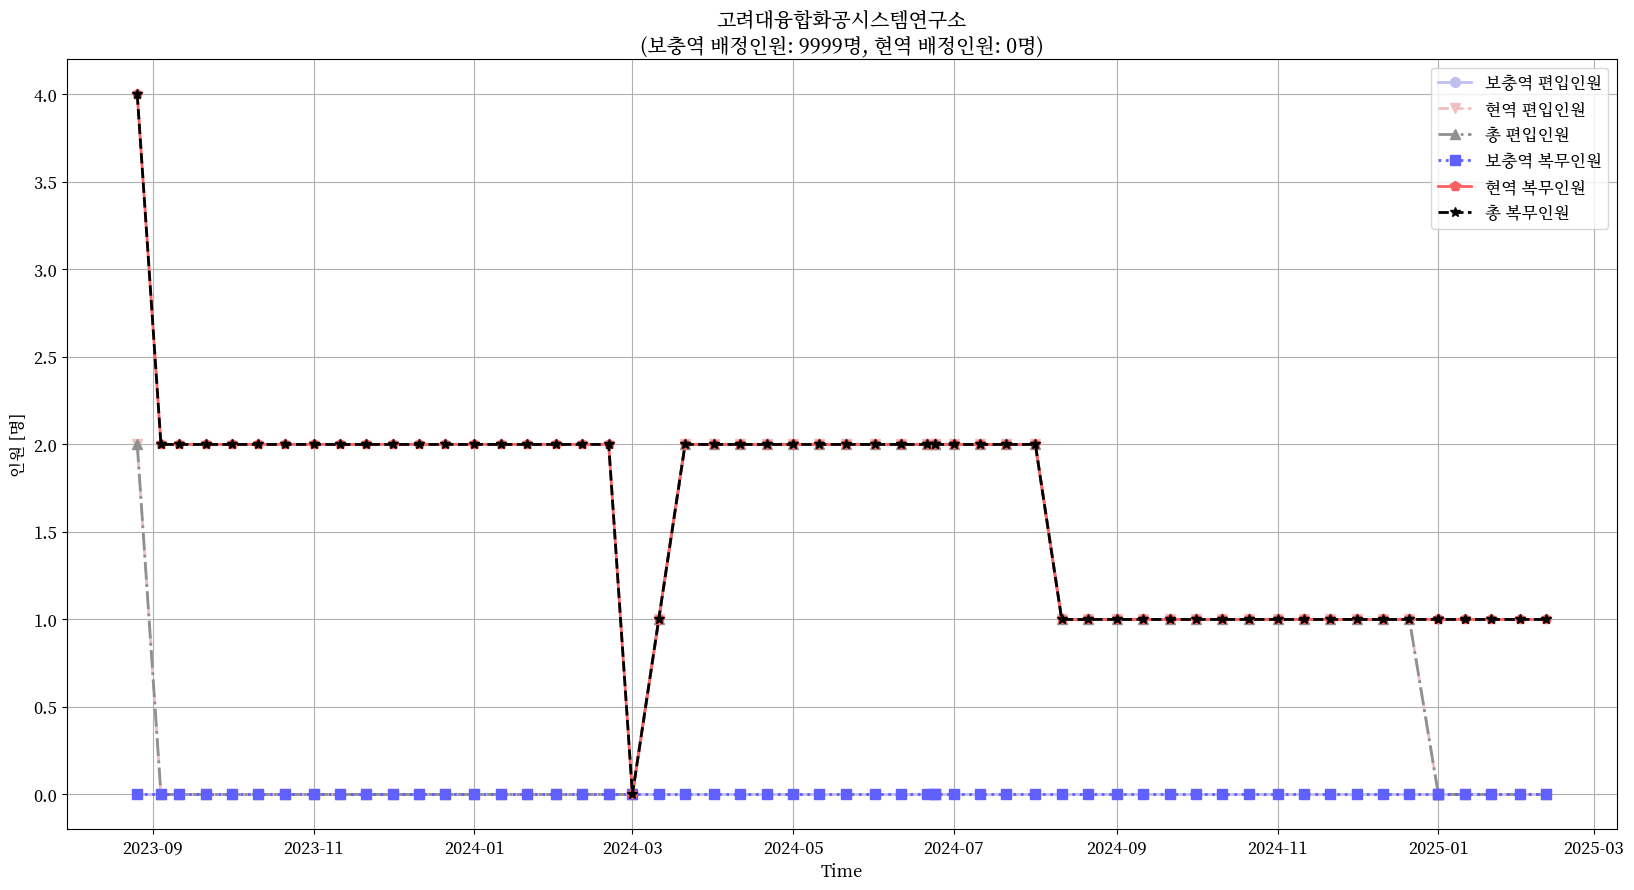 고려대융합화공시스템연구소
(보충역 배정인원: 9999명, 현역 배정인원: 0명)
보충역 편입인원
현역 편입인원
총 편입인원
보충역 복무인원
현역 복무인원
총 복무인원
인원 [명]
4.0
3.5
3.0
2.5
2.0
1.5
1.0
0.5
0.0
2023-09
2023-11
2024-01
2024-03
2024-05
2024-07
2024-09
2024-11
2025-01
2025-03
Time